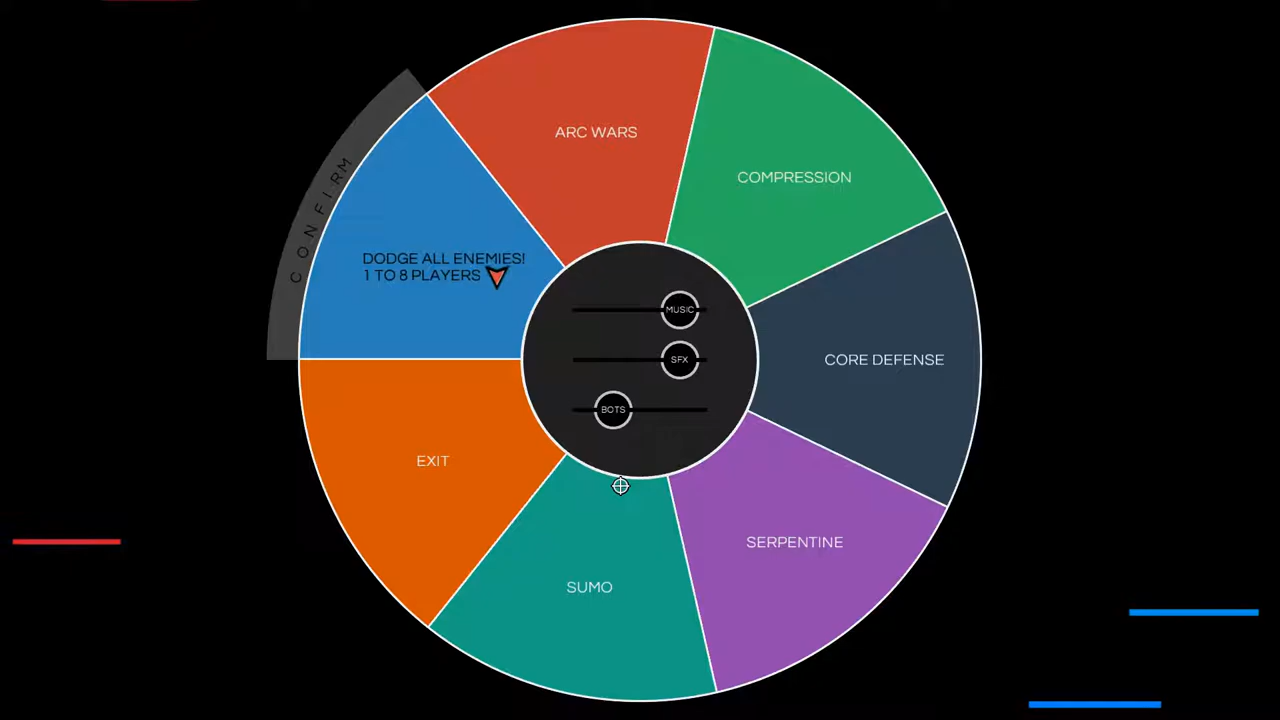 ARC WARS
COMPRESSION
CONFIRM
DODGE ALL ENEMIES!
1 TO 8 PLAYERS
MUSIC
SFX
CORE DEFENSE
BOTS
EXIT
SERPENTINE
SUMO